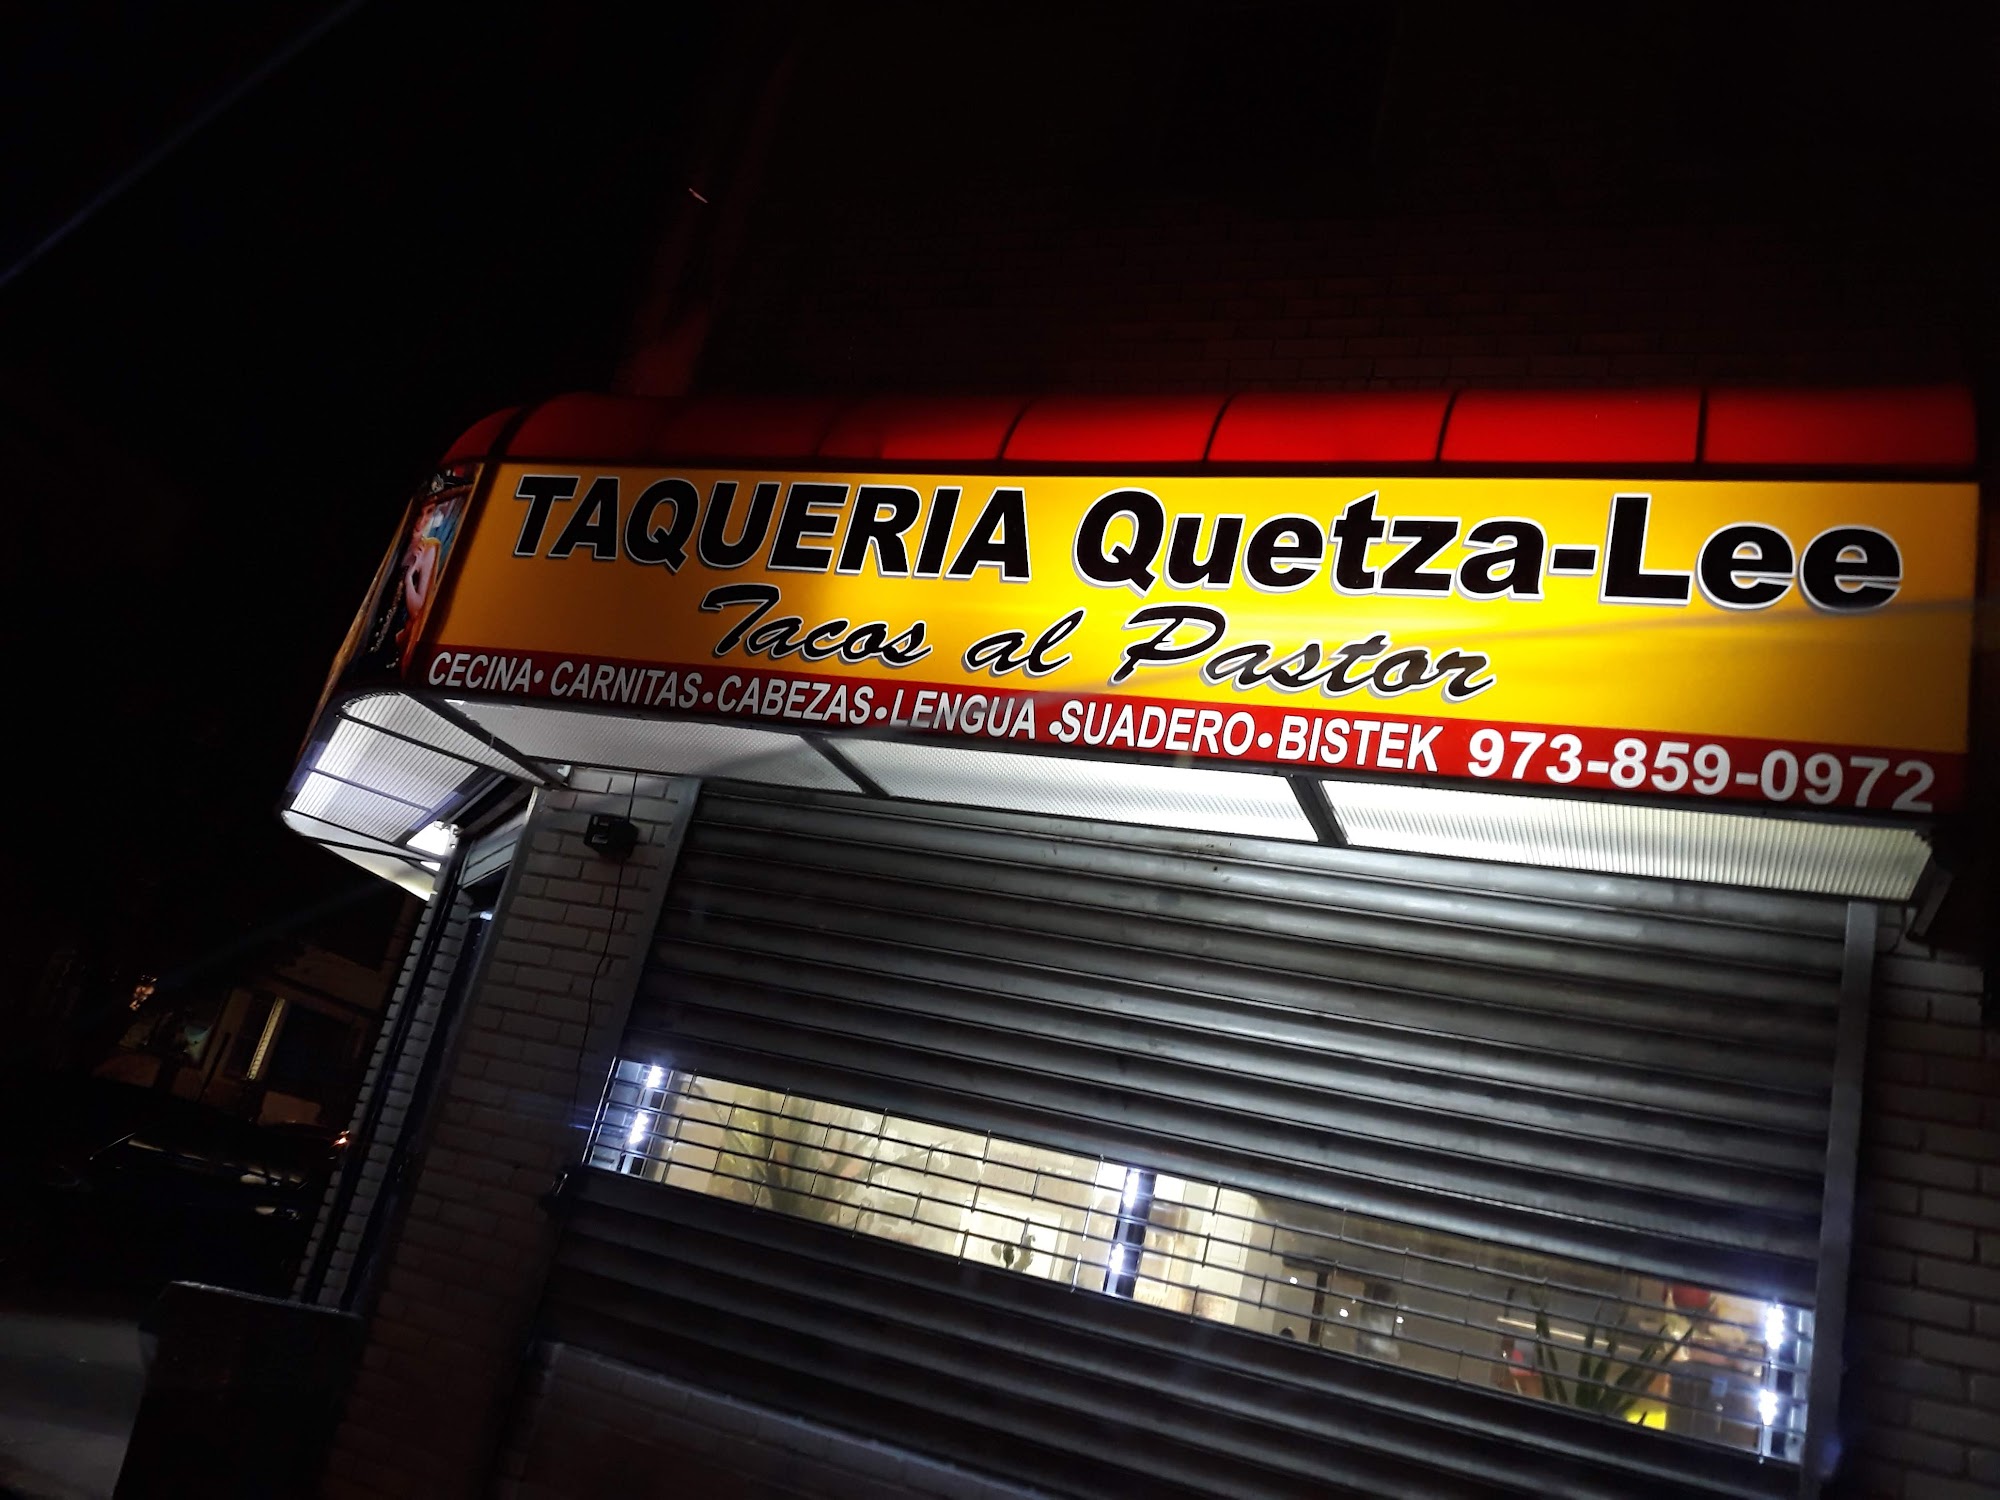 TAQUERIA Quetza-Lee
Tacos al Pastor
CECINA• CARNITAS•CABEZAS•LENGUA •SUADERO•BISTEK 973-859-0972